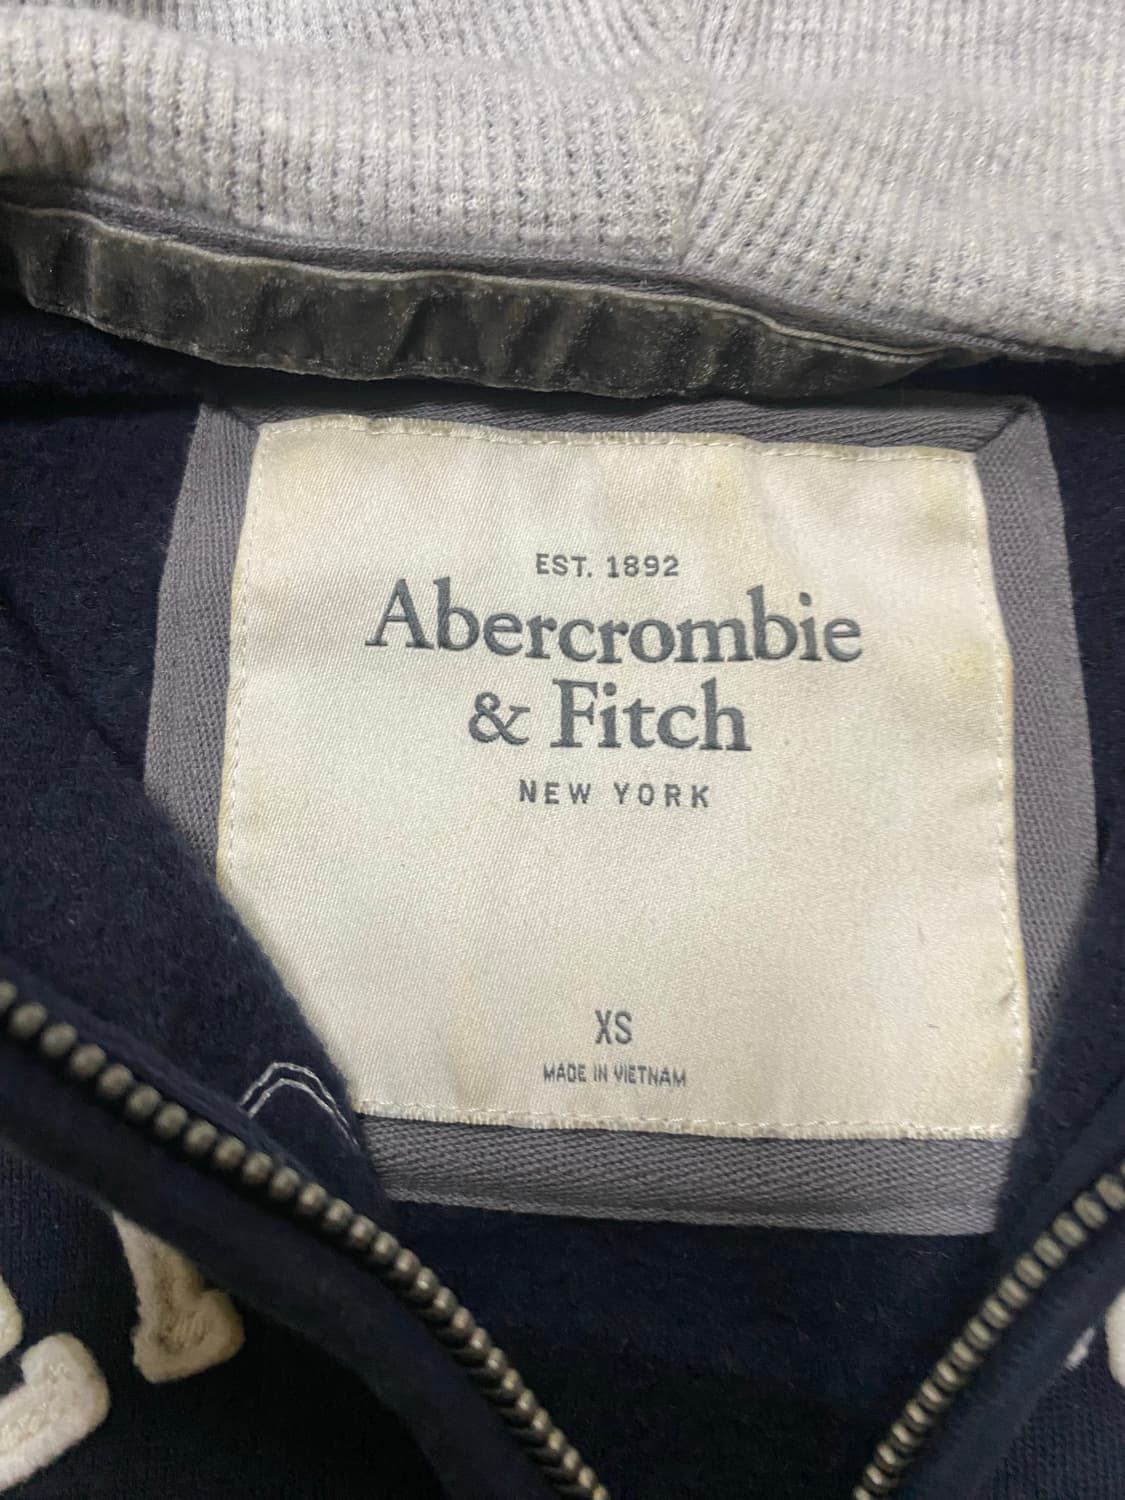 EST. 1892
Abercrombie
& Fitch
NEW YORK
XS
MADE IN VIETNAM